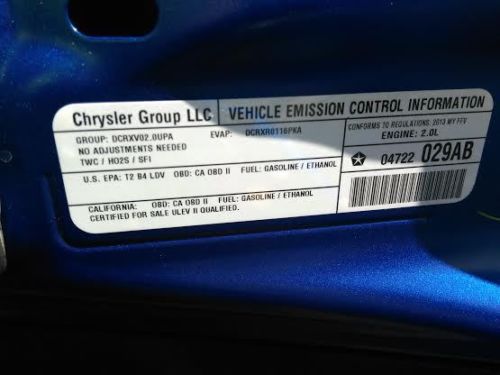 Chrysler Group LLC
VEHICLE EMISSION CONTROL INFORMATION
GROUP: DCRXV02.0UPA EVAP: DCRXR0116PKA
NO ADJUSTMENTS NEEDED
TWC / HO2S / SFI
CONFORMS TO REGULATIONS: 2013 MY FFV
ENGINE: 2.0L
04722 029AB
U.S. EPA: T2 B4 LDV OBD: CA OBD II FUEL: GASOLINE / ETHANOL
CALIFORNIA: OBD: CA OBD II FUEL: GASOLINE / ETHANOL
CERTIFIED FOR SALE ULEV II QUALIFIED.